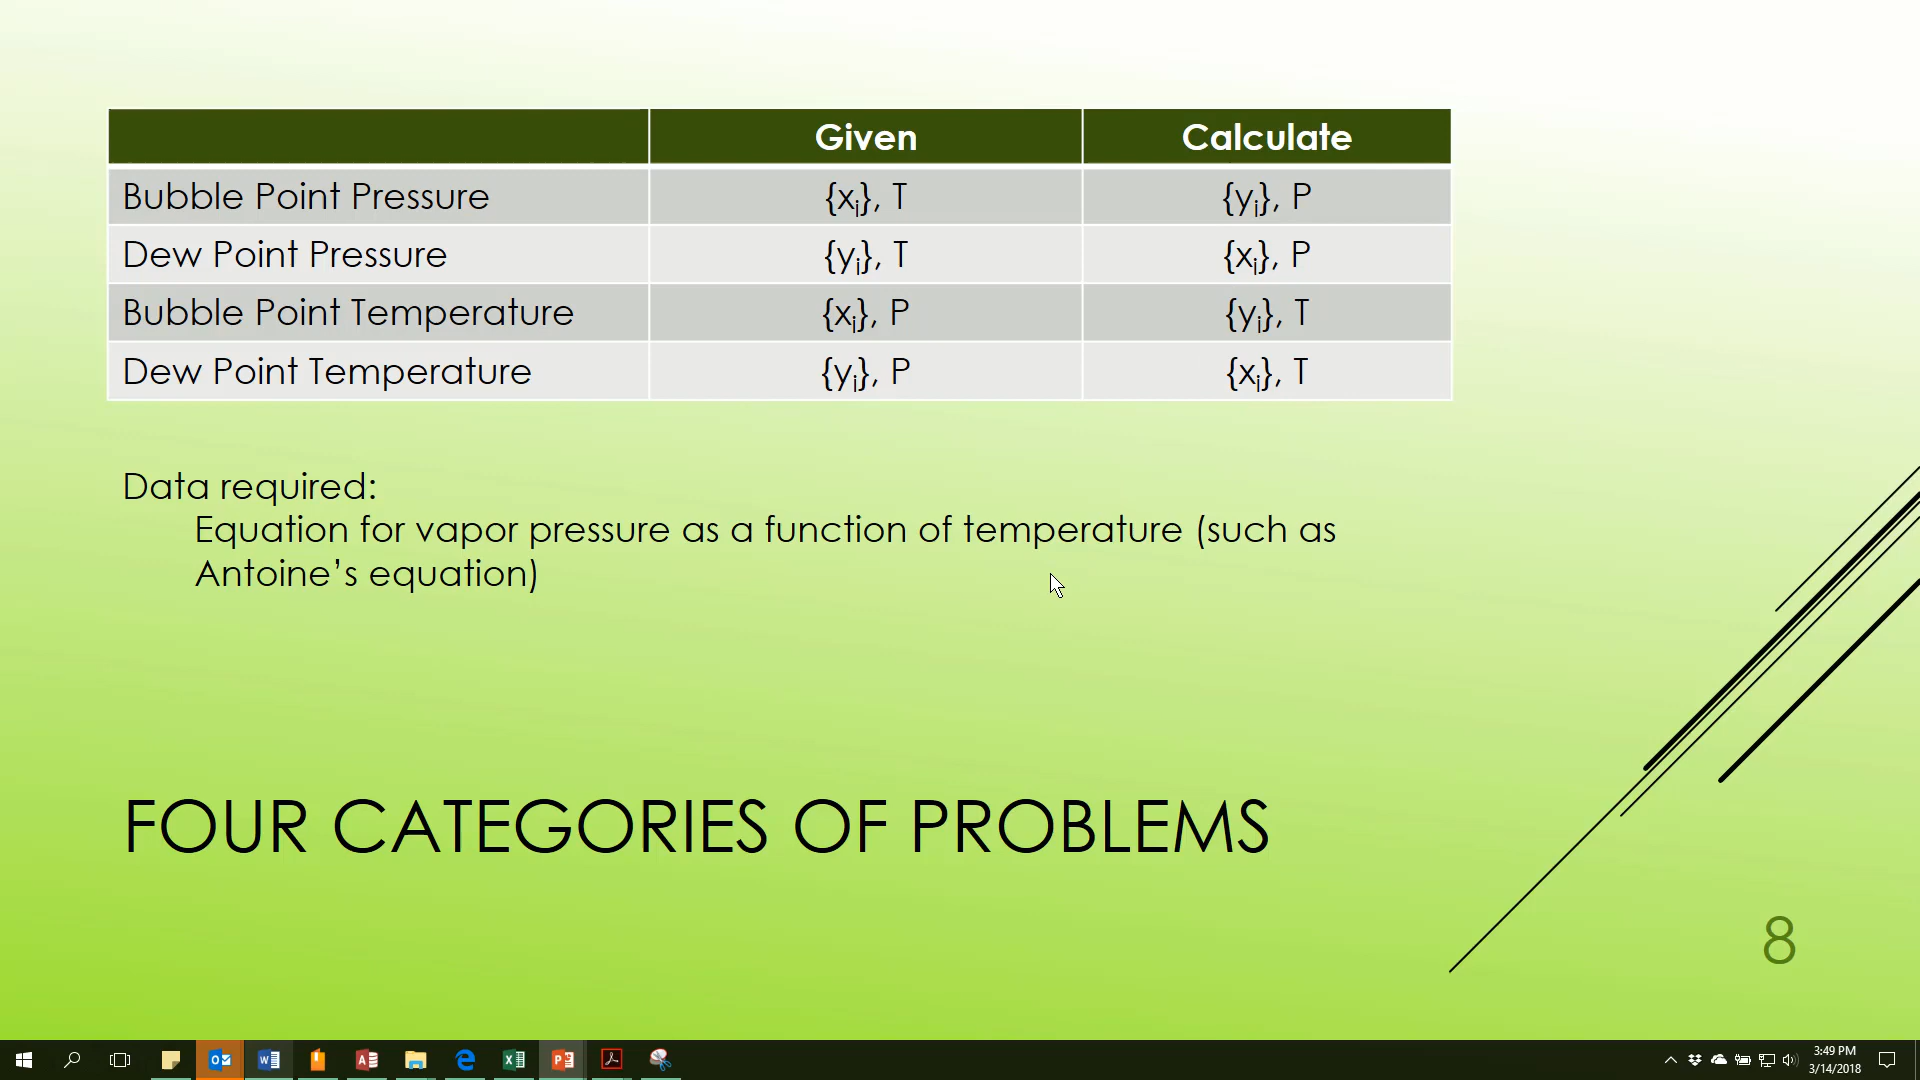 Given Calculate
Bubble Point Pressure {xi}, T {yi}, P
Dew Point Pressure {yi}, T {xi}, P
Bubble Point Temperature {xi}, P {yi}, T
Dew Point Temperature {yi}, P {xi}, T
Data required:
Equation for vapor pressure as a function of temperature (such as
Antoine’s equation)
FOUR CATEGORIES OF PROBLEMS
8
3:49 PM
3/14/2018